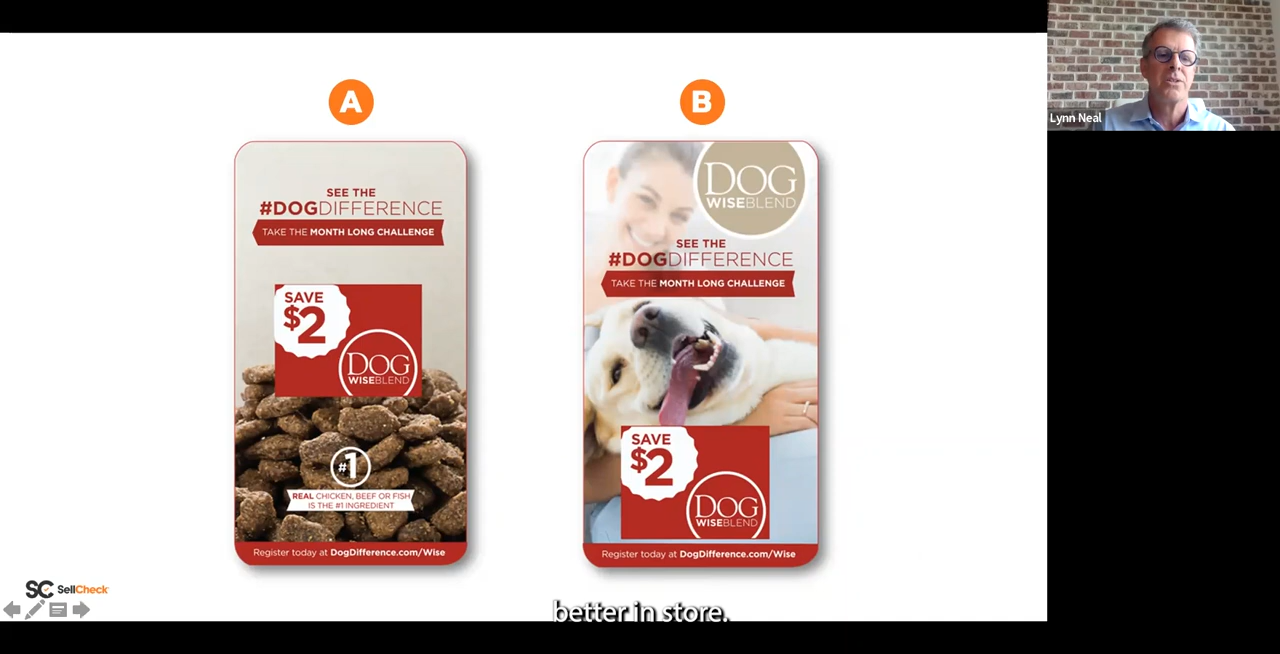 A
SEE THE
#DOGDIFFERENCE
TAKE THE MONTH LONG CHALLENGE
SAVE
$2
DOG
WISEBLEND
#1
REAL CHICKEN, BEEF OR FISH
IS THE #1 INGREDIENT
Register today at DogDifference.com/Wise
B
DOG
WISEBLEND
SEE THE
#DOGDIFFERENCE
TAKE THE MONTH LONG CHALLENGE
SAVE
$2
DOG
WISEBLEND
Register today at DogDifference.com/Wise
Lynn Neal
SC SellCheck
better in store.